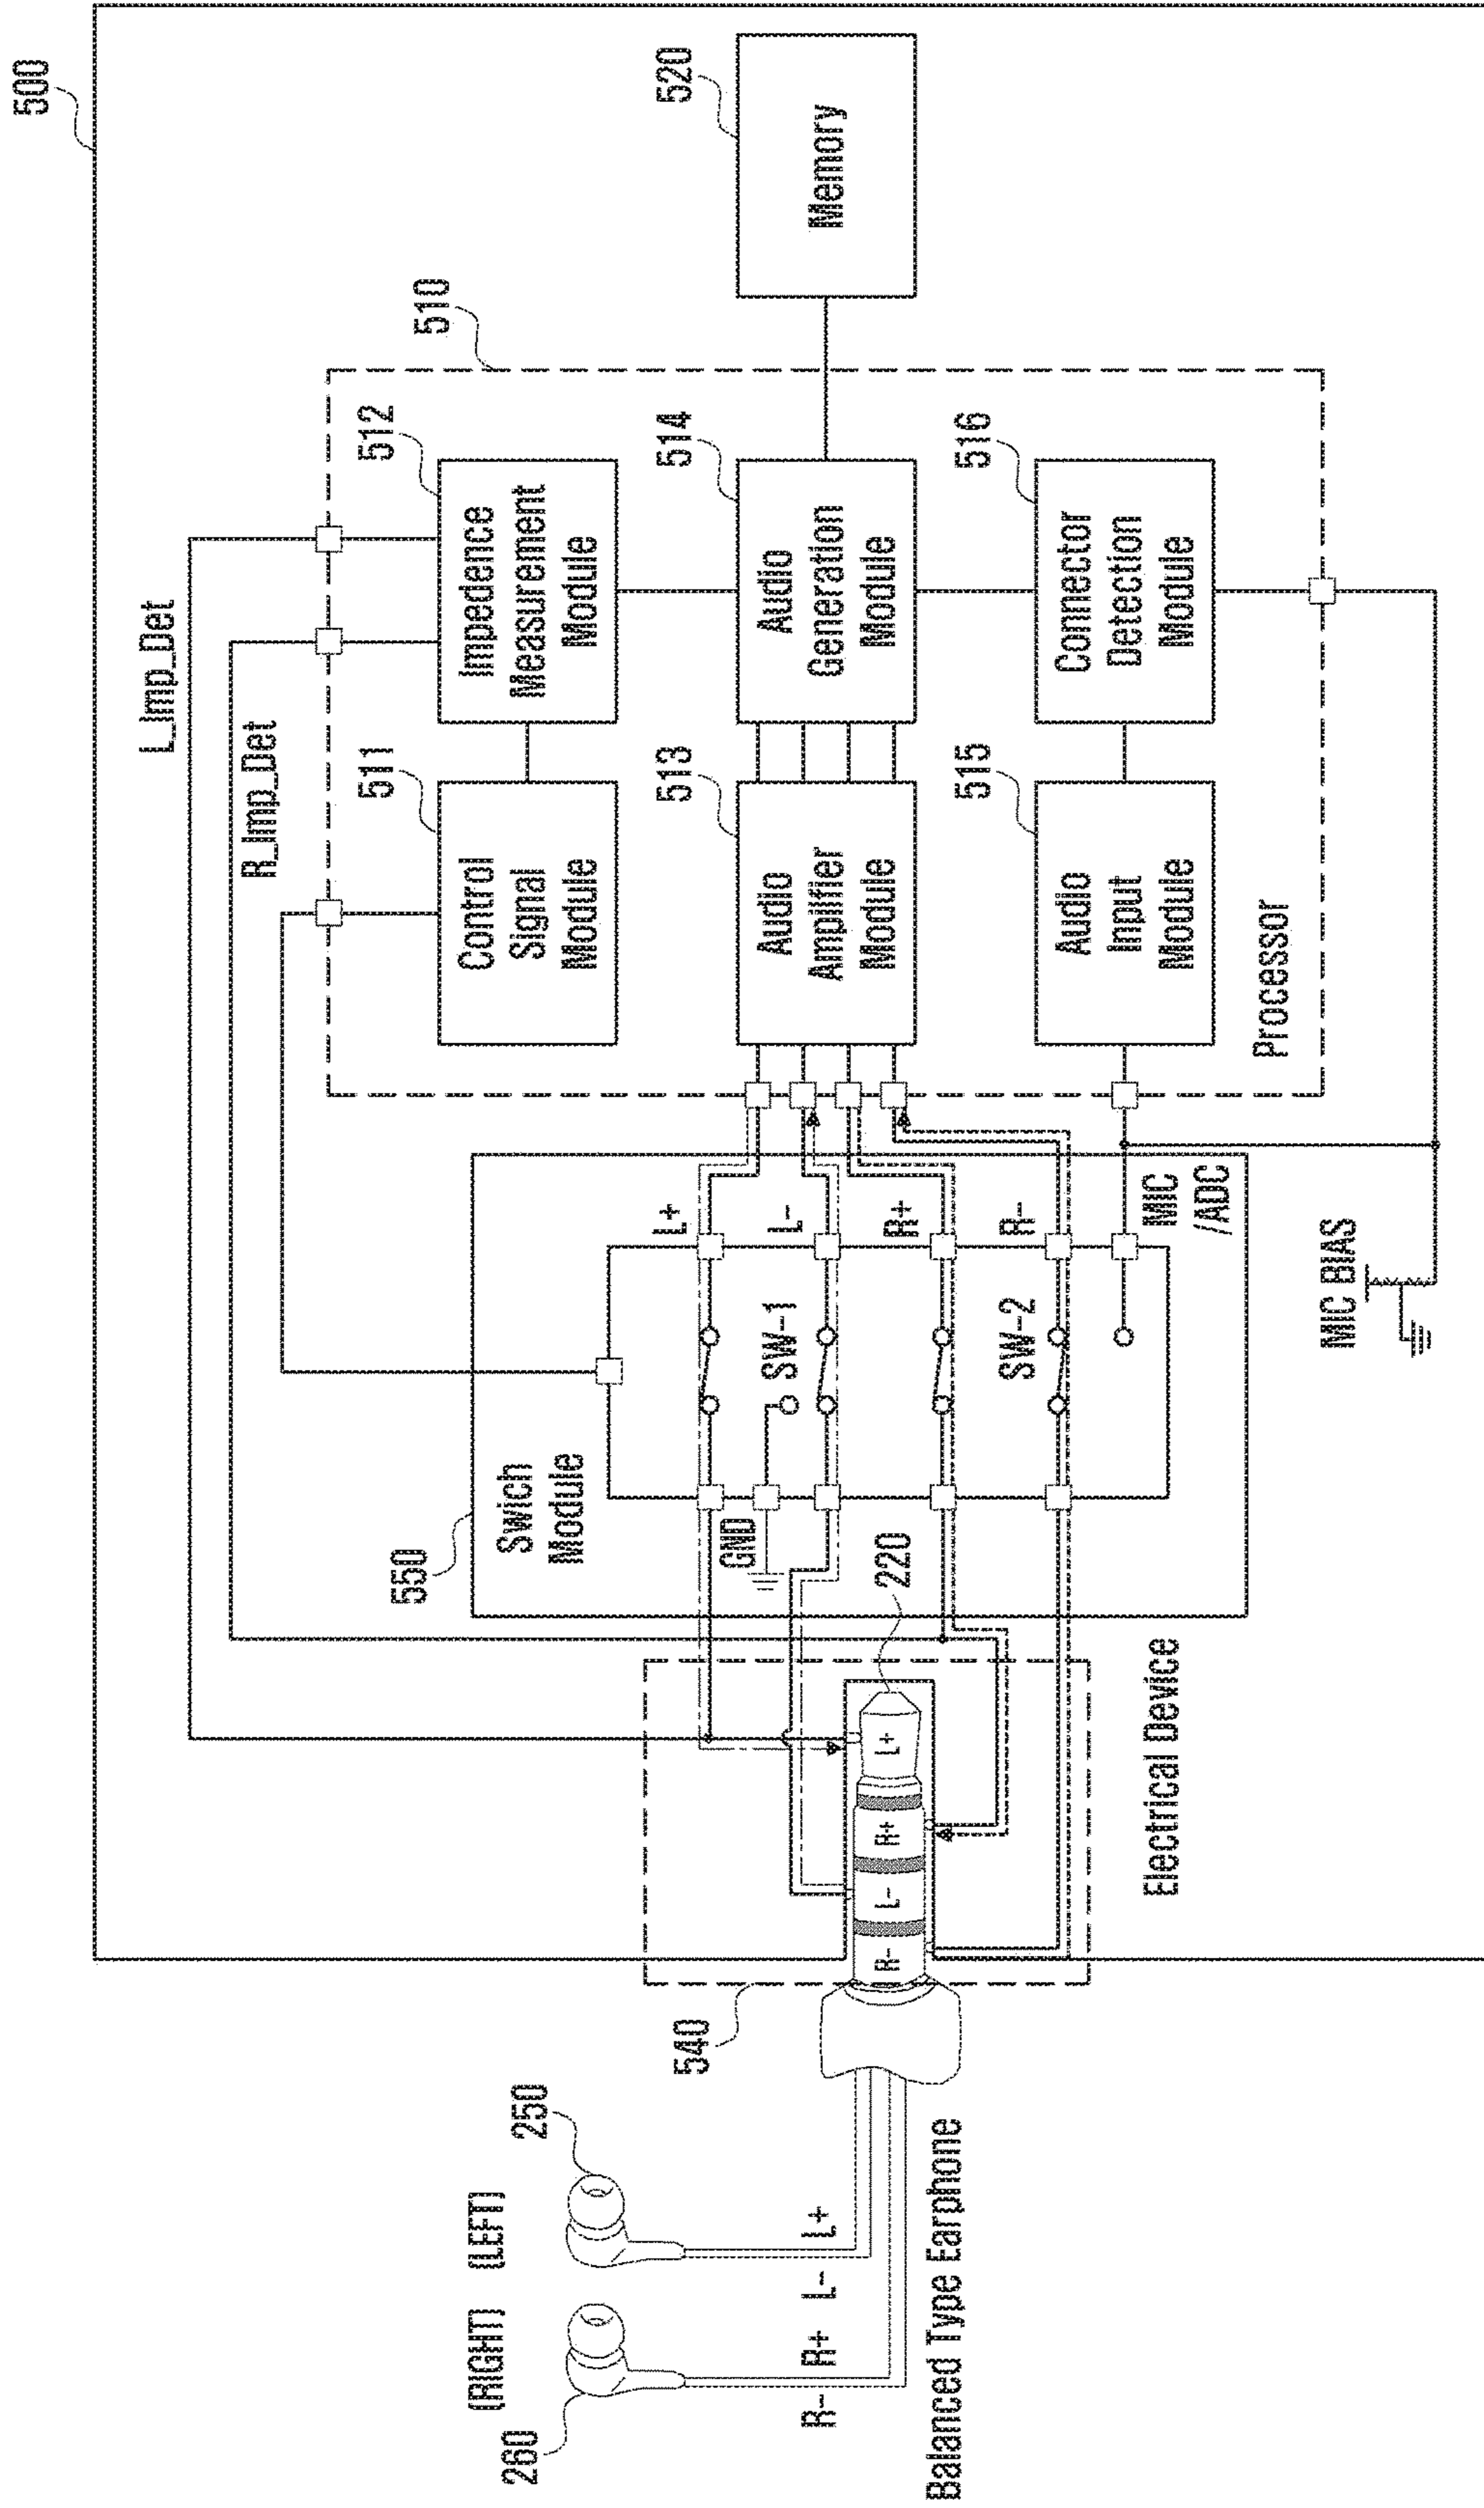 500
L_Imp_Det
R_Imp_Det
510
511
Control
Signal
Module
512
Impedence
Measurement
Module
513
Audio
Amplifier
Module
514
Audio
Generation
Module
520
Memory
515
Audio
Input
Module
516
Connector
Detection
Module
Processor
550
Swich
Module
L+
GND
SW-1
L-
R+
SW-2
R-
MIC
/ADC
MIC BIAS
220
R-
L-
R+
L+
540
Electrical Device
(RIGHT)
(LEFT)
260
250
R-
R+
L-
L+
Balanced Type Earphone